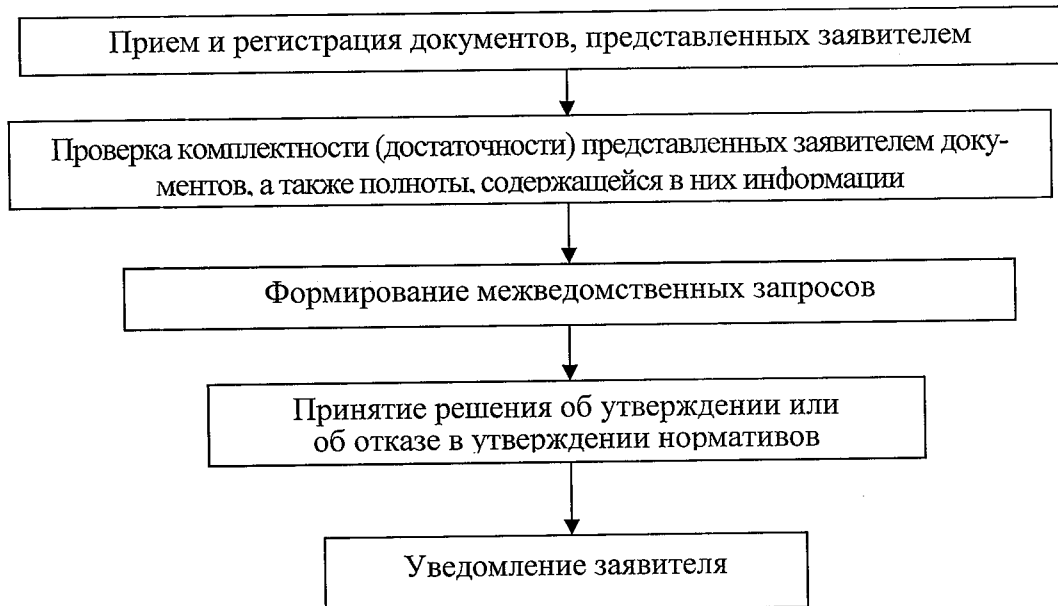 Прием и регистрация документов, представленных заявителем
Проверка комплектности (достаточности) представленных заявителем доку-
ментов, а также полноты, содержащейся в них информации
Формирование межведомственных запросов
Принятие решения об утверждении или
об отказе в утверждении нормативов
Уведомление заявителя